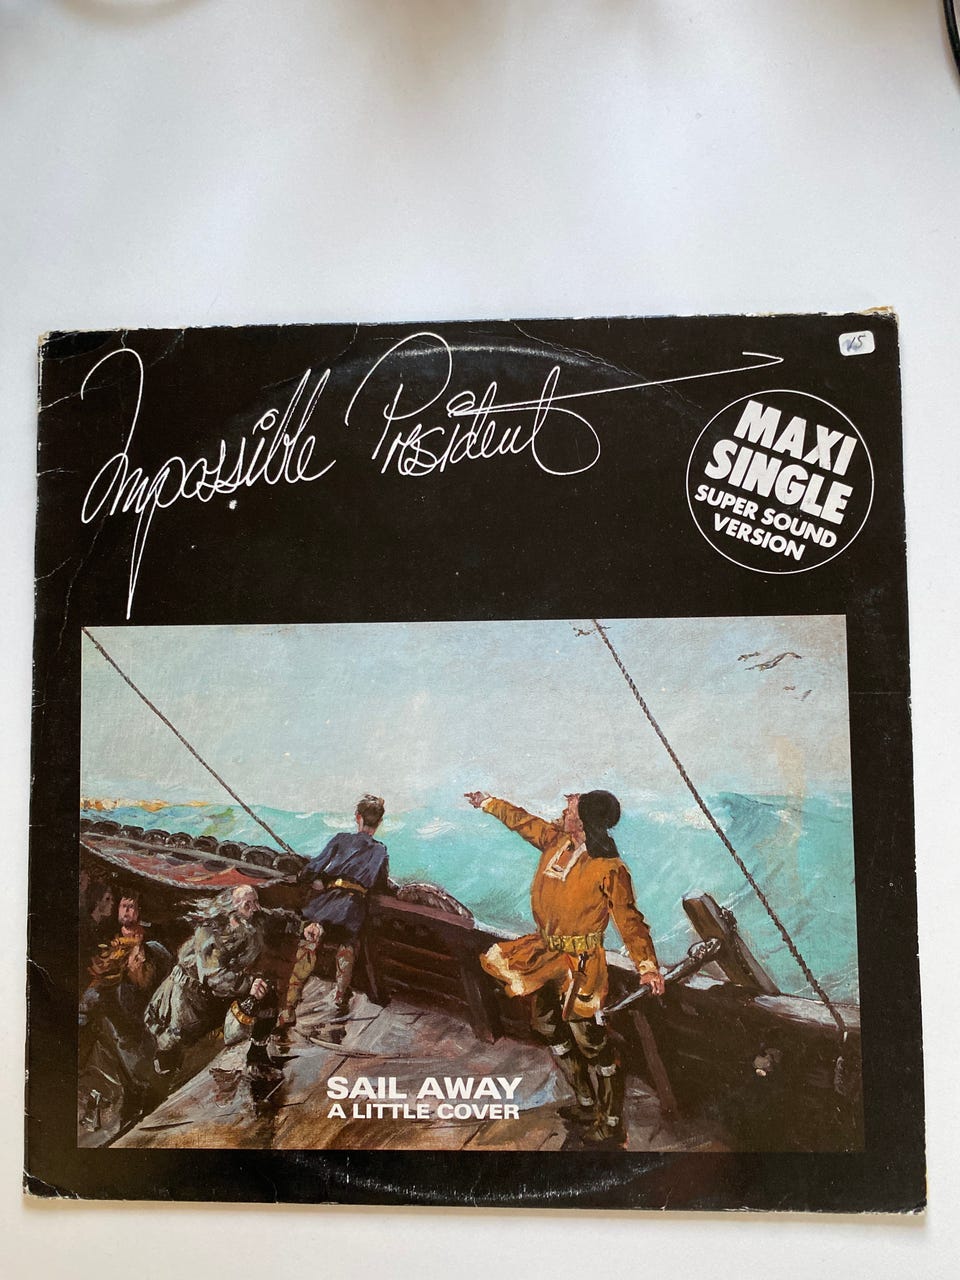 Impossible President
15
MAXI
SINGLE
SUPER SOUND
VERSION
SAIL AWAY
A LITTLE COVER